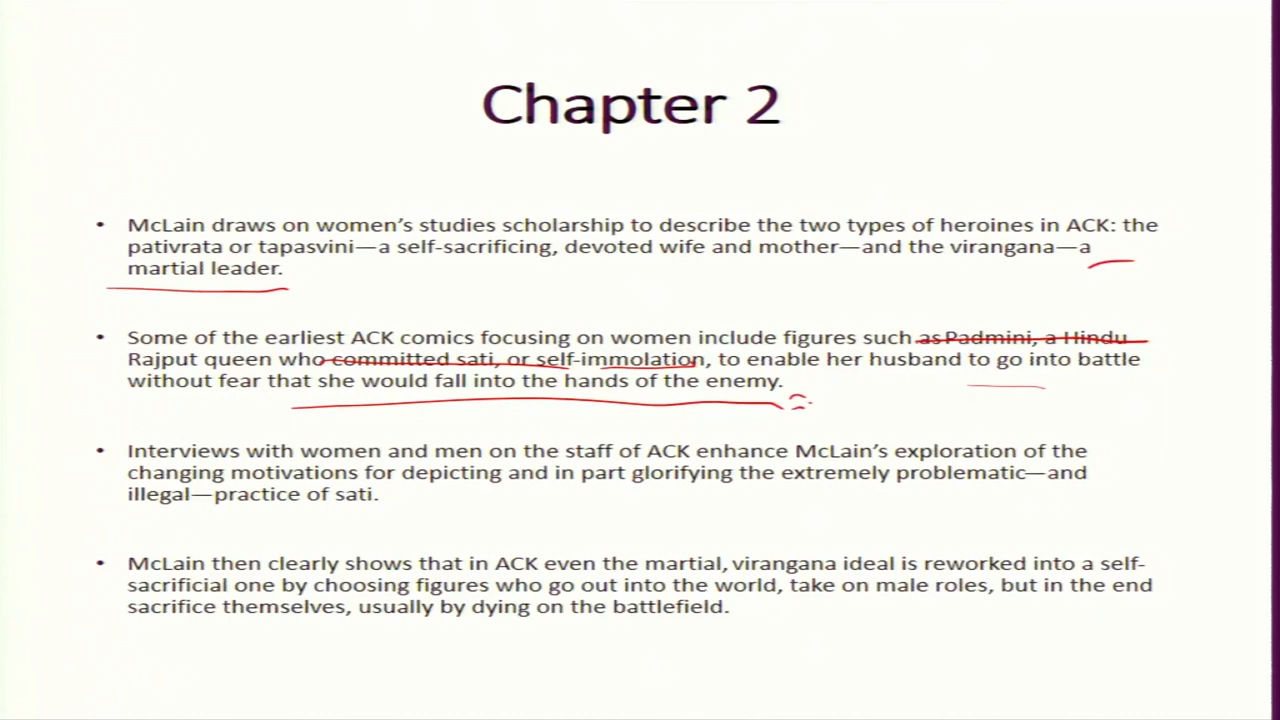 Chapter 2
• McLain draws on women's studies scholarship to describe the two types of heroines in ACK: the
pativrata or tapasvini—a self-sacrificing, devoted wife and mother—and the virangana—a
martial leader.
• Some of the earliest ACK comics focusing on women include figures such as Padmini, a Hindu
Rajput queen who committed sati, or self-immolation, to enable her husband to go into battle
without fear that she would fall into the hands of the enemy.
• Interviews with women and men on the staff of ACK enhance McLain's exploration of the
changing motivations for depicting and in part glorifying the extremely problematic—and
illegal—practice of sati.
• McLain then clearly shows that in ACK even the martial, virangana ideal is reworked into a self-
sacrificial one by choosing figures who go out into the world, take on male roles, but in the end
sacrifice themselves, usually by dying on the battlefield.